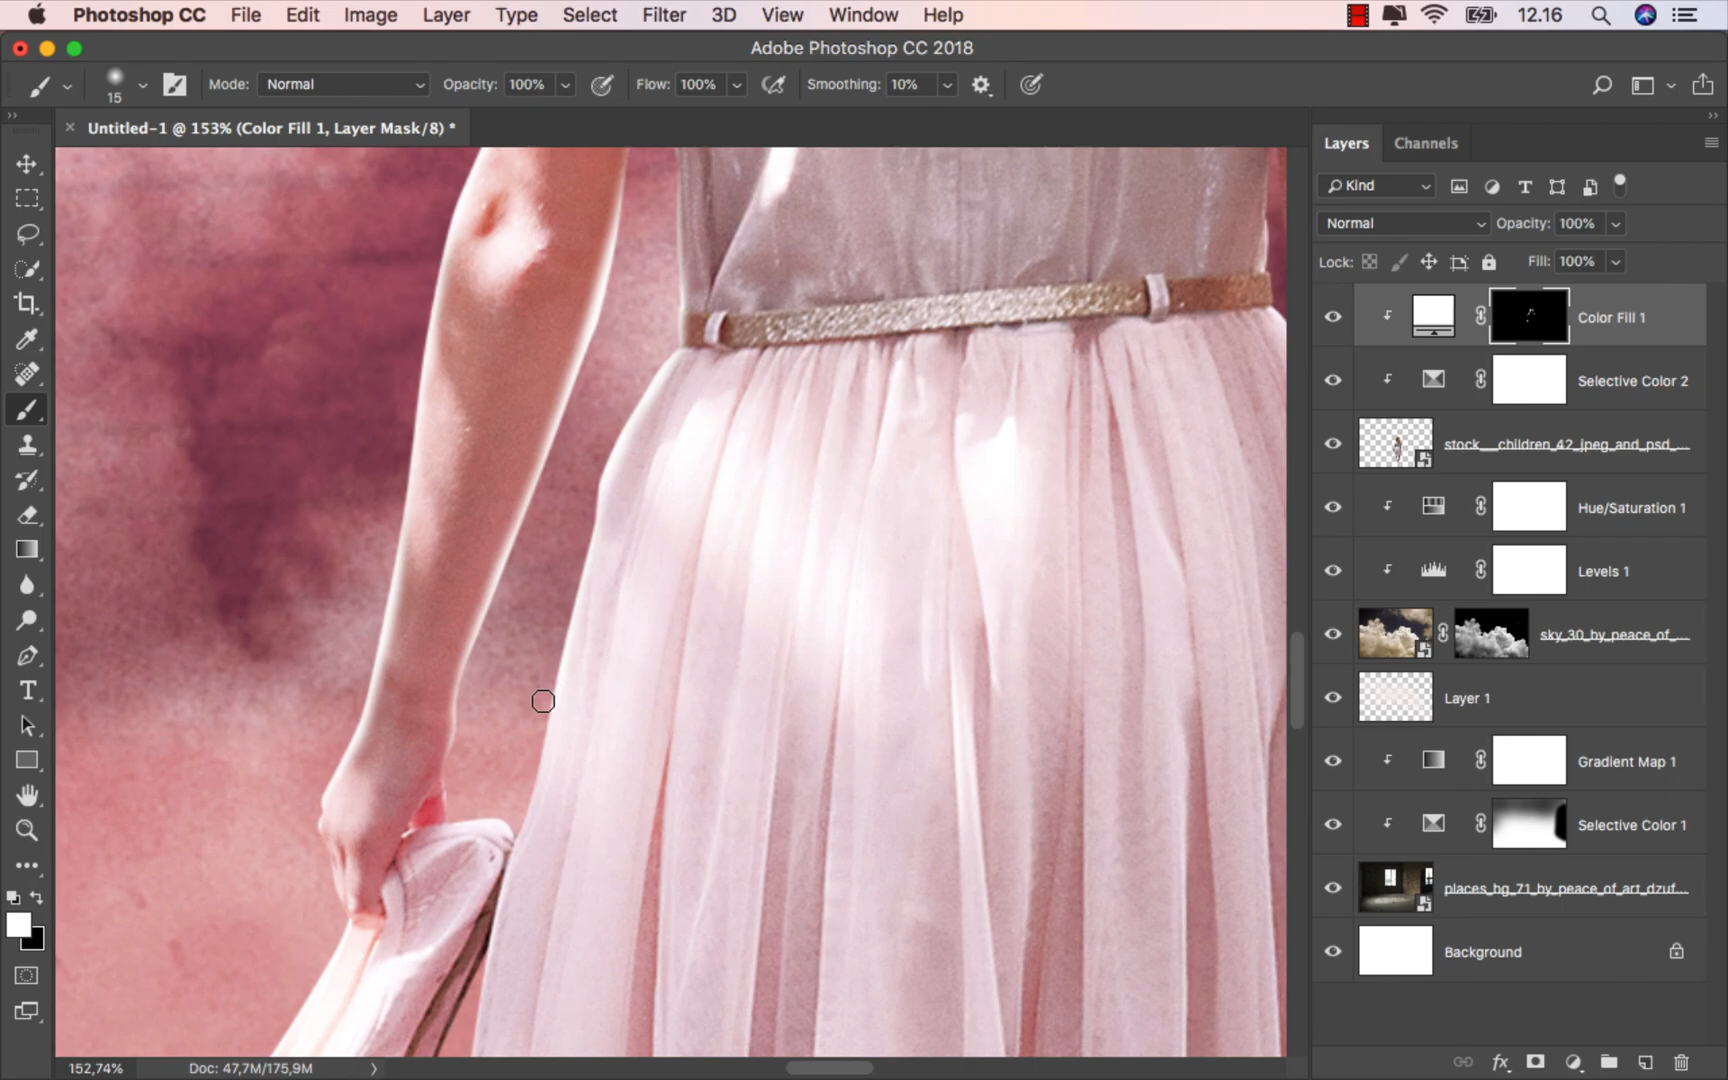 Photoshop CC File Edit Image Layer Type Select Filter 3D View Window Help 12.16
Adobe Photoshop CC 2018
15 Mode: Normal Opacity: 100% Flow: 100% Smoothing: 10%
× Untitled-1 @ 153% (Color Fill 1, Layer Mask/8) *
Layers Channels
Kind
Normal Opacity: 100%
Lock: Fill: 100%
Color Fill 1
Selective Color 2
stock__children_42_jpeg_and_psd_...
Hue/Saturation 1
Levels 1
sky_30_by_peace_of_...
Layer 1
Gradient Map 1
Selective Color 1
places_bg_71_by_peace_of_art_dzuf...
Background
152,74% Doc: 47,7M/175,9M